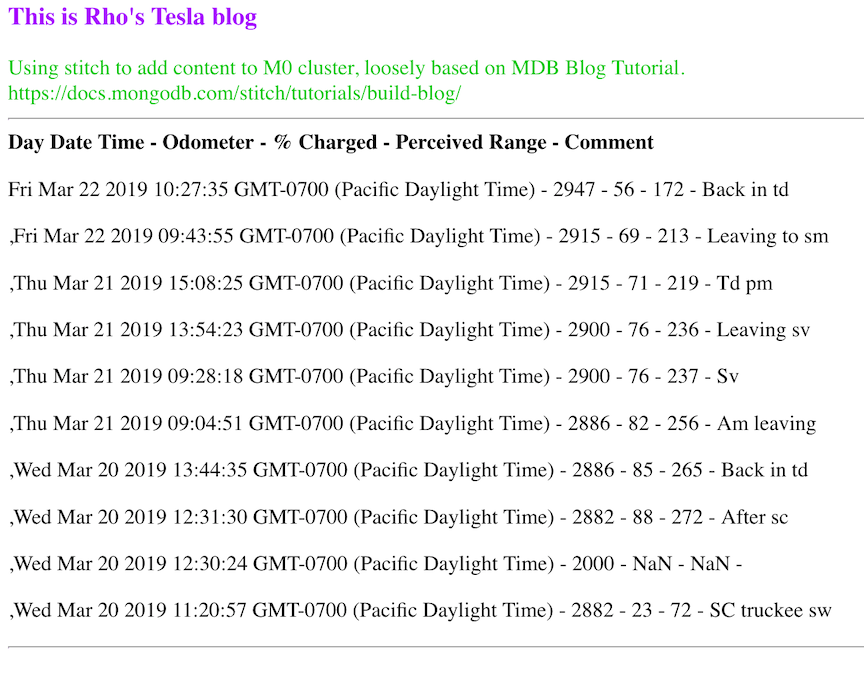 This is Rho's Tesla blog
Using stitch to add content to M0 cluster, loosely based on MDB Blog Tutorial.
https://docs.mongodb.com/stitch/tutorials/build-blog/
Day Date Time - Odometer - % Charged - Perceived Range - Comment
Fri Mar 22 2019 10:27:35 GMT-0700 (Pacific Daylight Time) - 2947 - 56 - 172 - Back in td
,Fri Mar 22 2019 09:43:55 GMT-0700 (Pacific Daylight Time) - 2915 - 69 - 213 - Leaving to sm
,Thu Mar 21 2019 15:08:25 GMT-0700 (Pacific Daylight Time) - 2915 - 71 - 219 - Td pm
,Thu Mar 21 2019 13:54:23 GMT-0700 (Pacific Daylight Time) - 2900 - 76 - 236 - Leaving sv
,Thu Mar 21 2019 09:28:18 GMT-0700 (Pacific Daylight Time) - 2900 - 76 - 237 - Sv
,Thu Mar 21 2019 09:04:51 GMT-0700 (Pacific Daylight Time) - 2886 - 82 - 256 - Am leaving
,Wed Mar 20 2019 13:44:35 GMT-0700 (Pacific Daylight Time) - 2886 - 85 - 265 - Back in td
,Wed Mar 20 2019 12:31:30 GMT-0700 (Pacific Daylight Time) - 2882 - 88 - 272 - After sc
,Wed Mar 20 2019 12:30:24 GMT-0700 (Pacific Daylight Time) - 2000 - NaN - NaN -
,Wed Mar 20 2019 11:20:57 GMT-0700 (Pacific Daylight Time) - 2882 - 23 - 72 - SC truckee sw